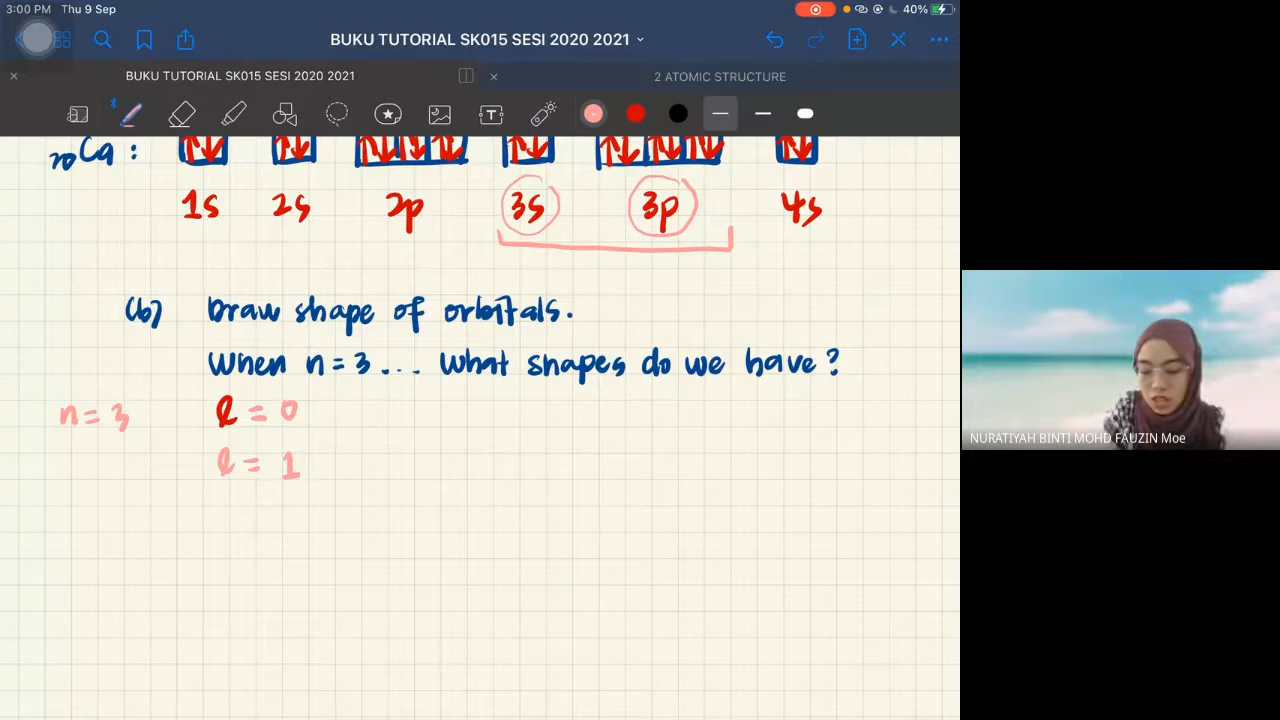 3:00 PM Thu 9 Sep
40%
BUKU TUTORIAL SK015 SESI 2020 2021
BUKU TUTORIAL SK015 SESI 2020 2021
2 ATOMIC STRUCTURE
T
20Ca :
1s 2s 2p 3s 3p 4s
(b) Draw shape of orbitals.
When n = 3 ... What shapes do we have?
n = 3 l = 0
l = 1
NURATIYAH BINTI MOHD FAUZIN Moe